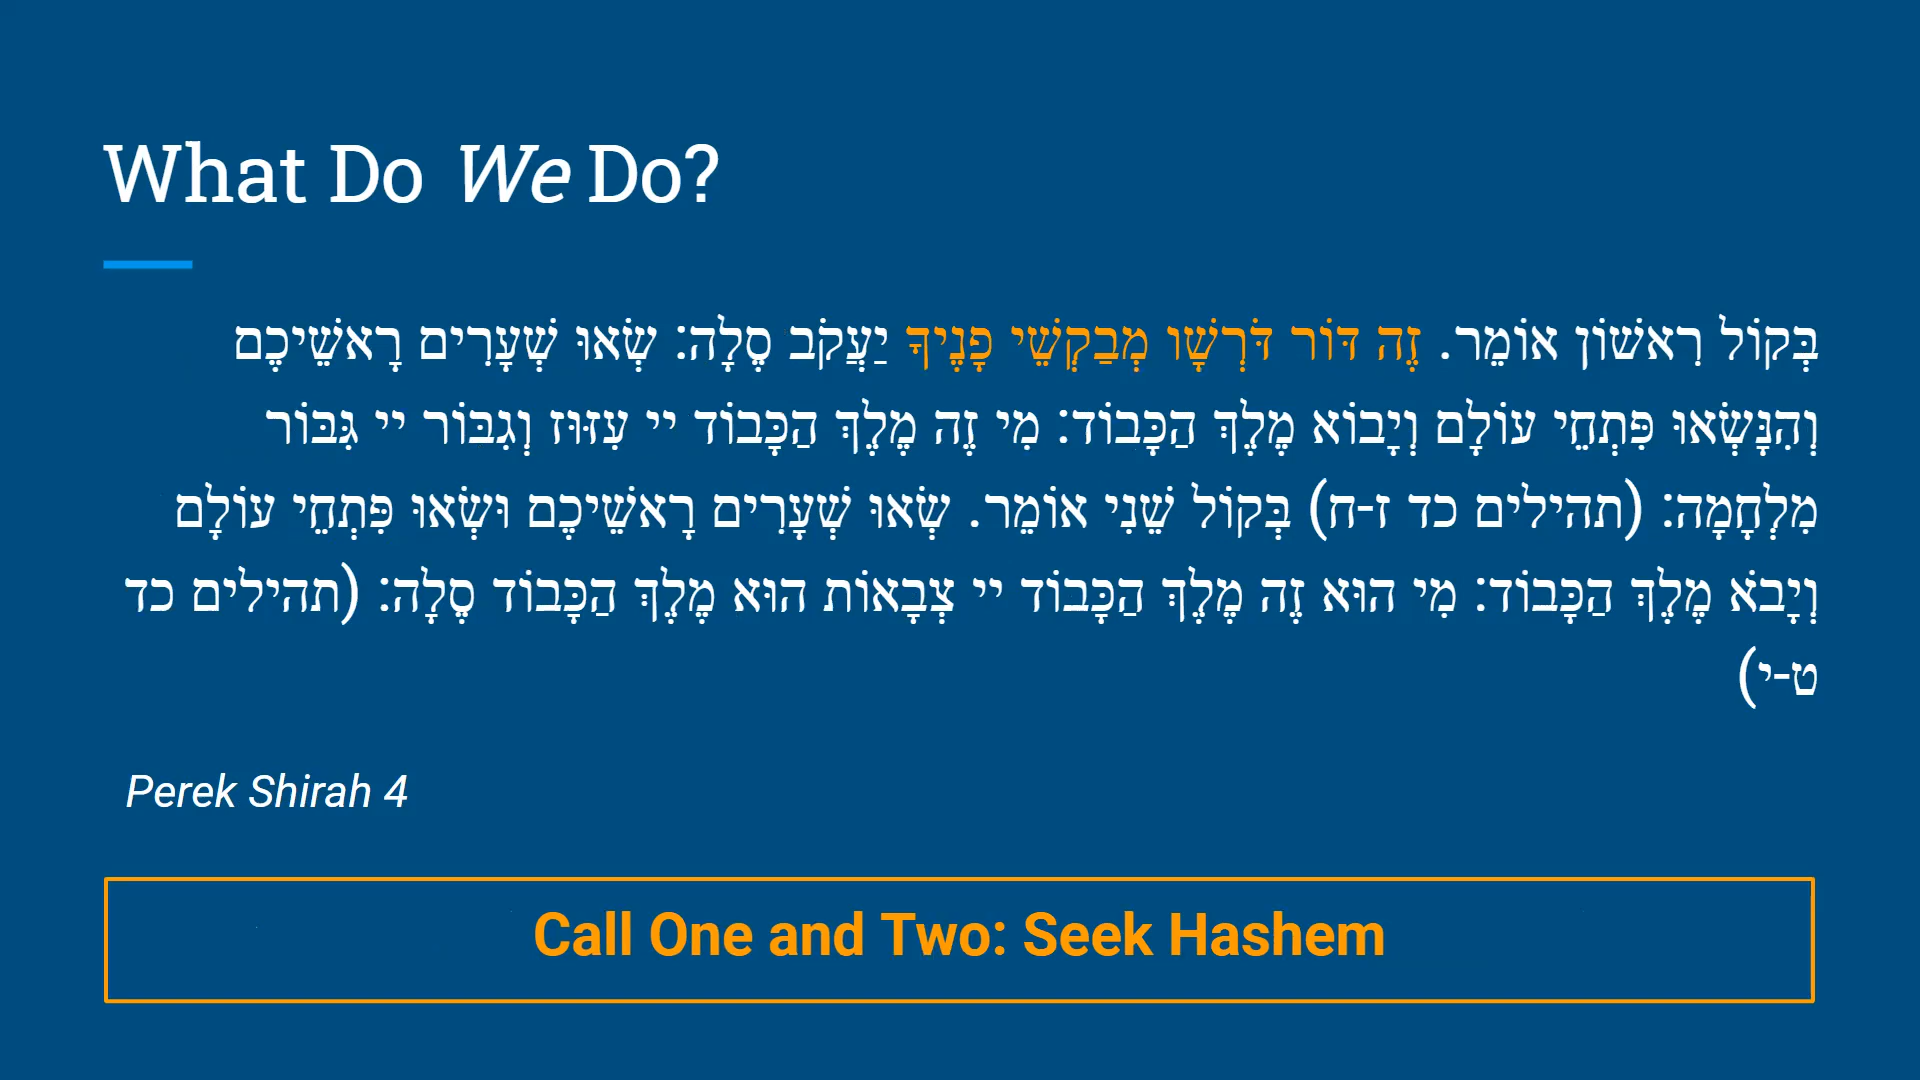 What Do We Do?
בְּקוֹל רִאשׁוֹן אוֹמֵר. זֶה דּוֹר דֹּרְשָׁו מְבַקְשֵׁי פָנֶיךָ יַעֲקֹב סֶלָה: שְׂאוּ שְׁעָרִים רָאשֵׁיכֶם
וְהִנָּשְׂאוּ פִּתְחֵי עוֹלָם וְיָבוֹא מֶלֶךְ הַכָּבוֹד: מִי זֶה מֶלֶךְ הַכָּבוֹד יי עִזּוּז וְגִבּוֹר יי גִּבּוֹר
מִלְחָמָה: (תהילים כד ז-ח) בְּקוֹל שֵׁנִי אוֹמֵר. שְׂאוּ שְׁעָרִים רָאשֵׁיכֶם וּשְׂאוּ פִּתְחֵי עוֹלָם
וְיָבֹא מֶלֶךְ הַכָּבוֹד: מִי הוּא זֶה מֶלֶךְ הַכָּבוֹד יי צְבָאוֹת הוּא מֶלֶךְ הַכָּבוֹד סֶלָה: (תהילים כד
ט-י)
Perek Shirah 4
Call One and Two: Seek Hashem